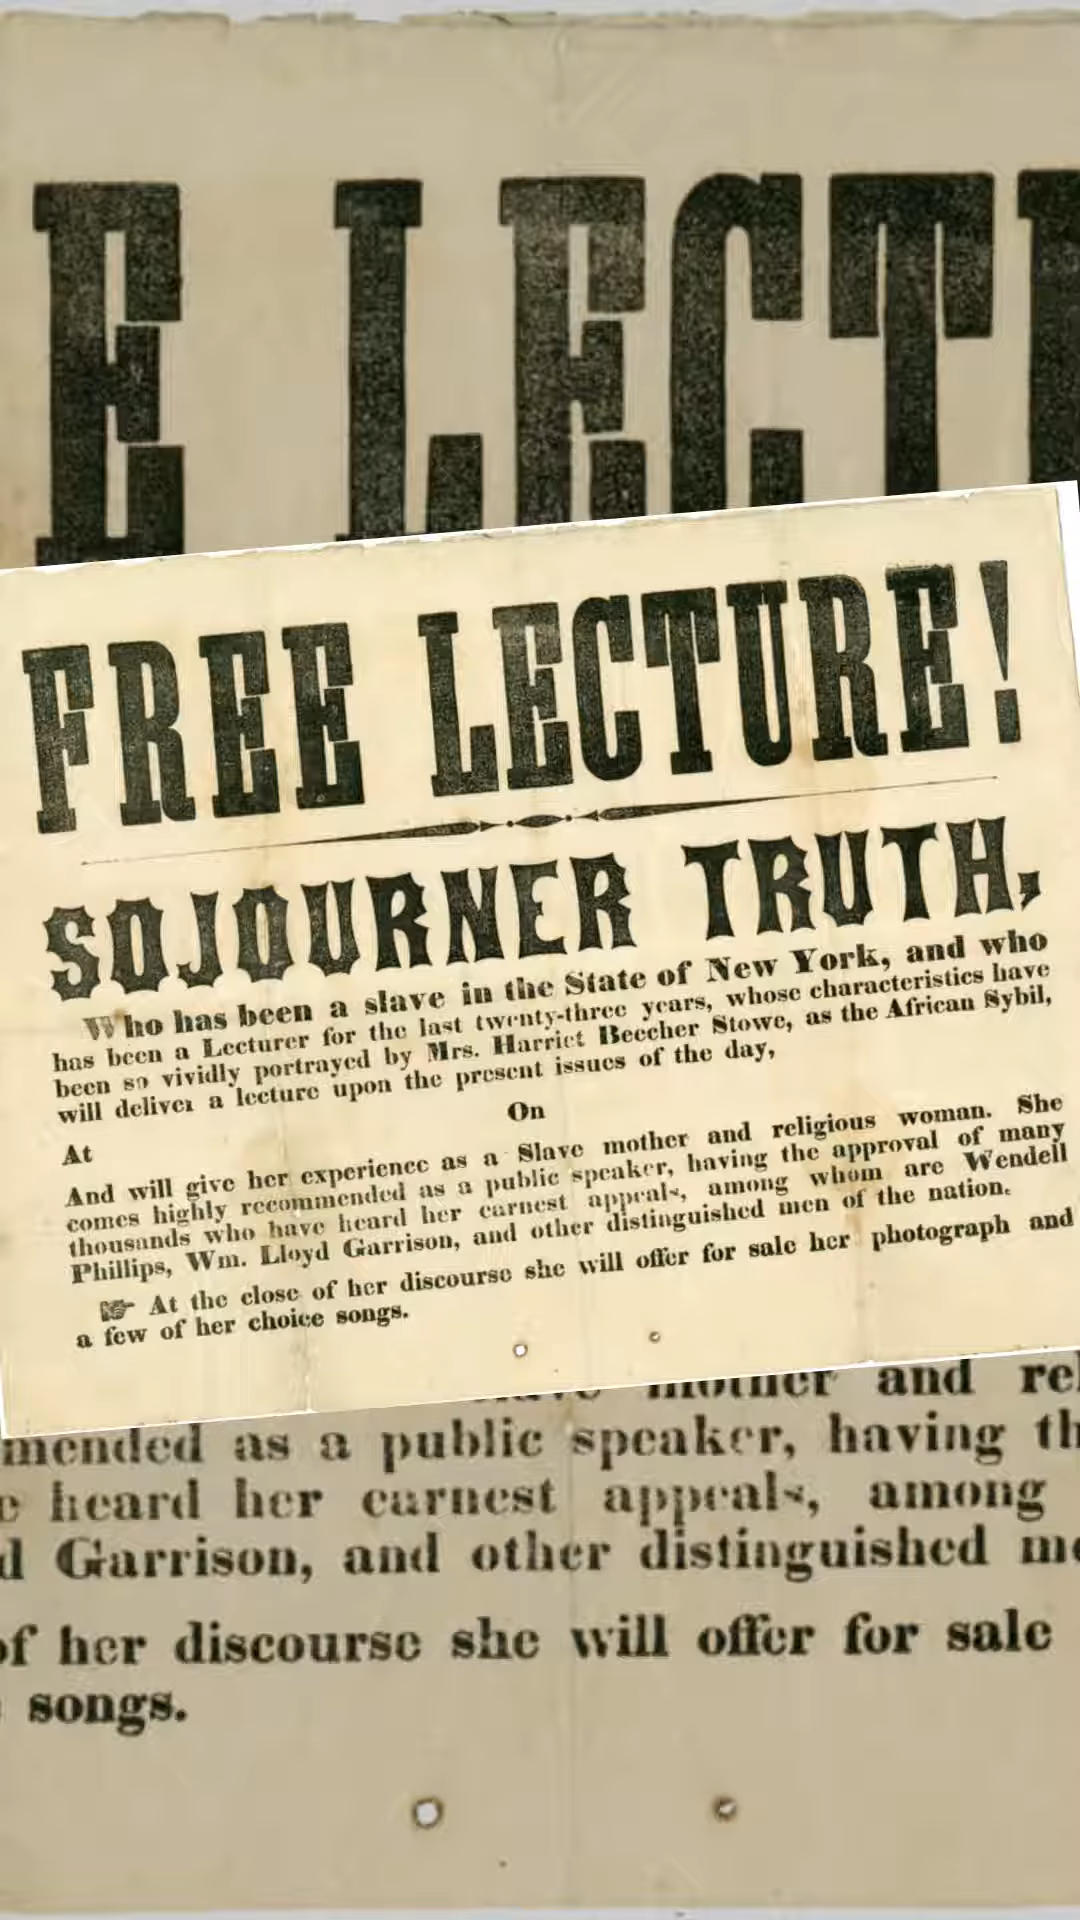 E LECTU
FREE LECTURE!
SOJOURNER TRUTH,
Who has been a slave in the State of New York, and who
has been a Lecturer for the last twenty-three years, whose characteristics have
been so vividly portrayed by Mrs. Harriet Beecher Stowe, as the African Sybil,
will deliver a lecture upon the present issues of the day,
At On
And will give her experience as a Slave mother and religious woman. She
comes highly recommended as a public speaker, having the approval of many
thousands who have heard her earnest appeals, among whom are Wendell
Phillips, Wm. Lloyd Garrison, and other distinguished men of the nation.
☞ At the close of her discourse she will offer for sale her photograph and
a few of her choice songs.
mother and rel
mended as a public speaker, having th
e heard her earnest appeals, among
d Garrison, and other distinguished me
of her discourse she will offer for sale
songs.